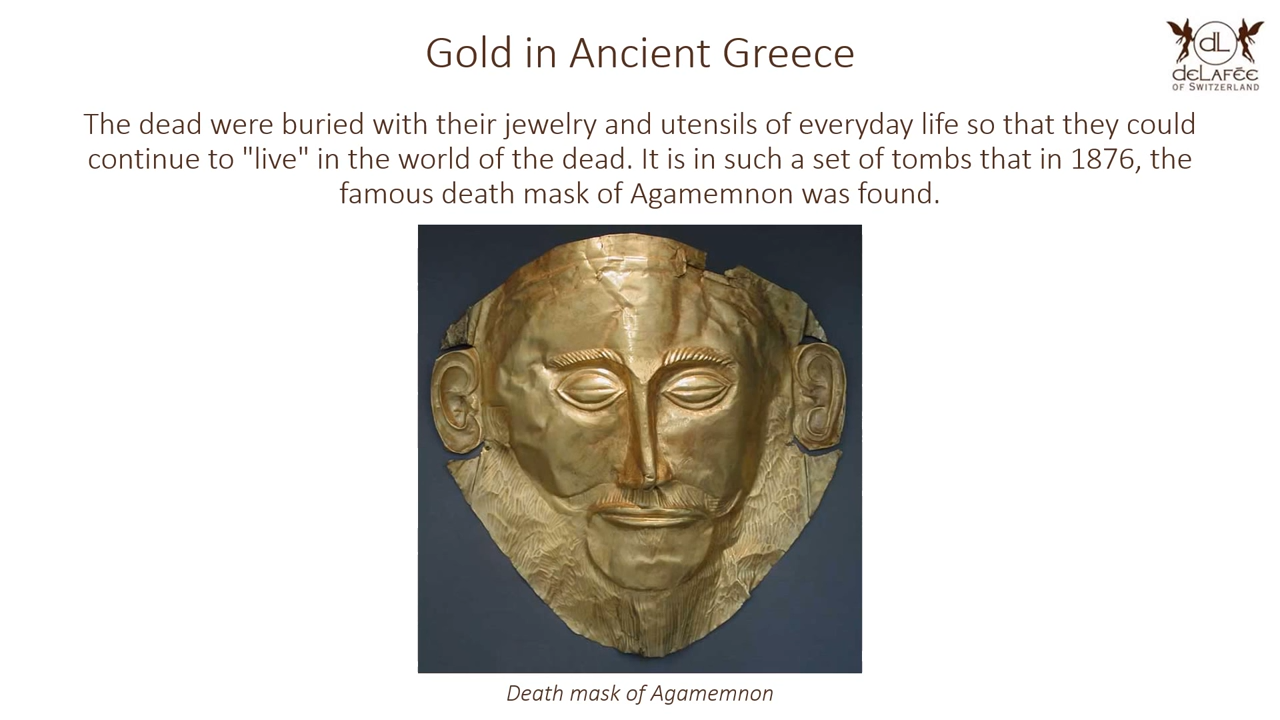 Gold in Ancient Greece
dL
deLafée
of Switzerland
The dead were buried with their jewelry and utensils of everyday life so that they could
continue to "live" in the world of the dead. It is in such a set of tombs that in 1876, the
famous death mask of Agamemnon was found.
Death mask of Agamemnon